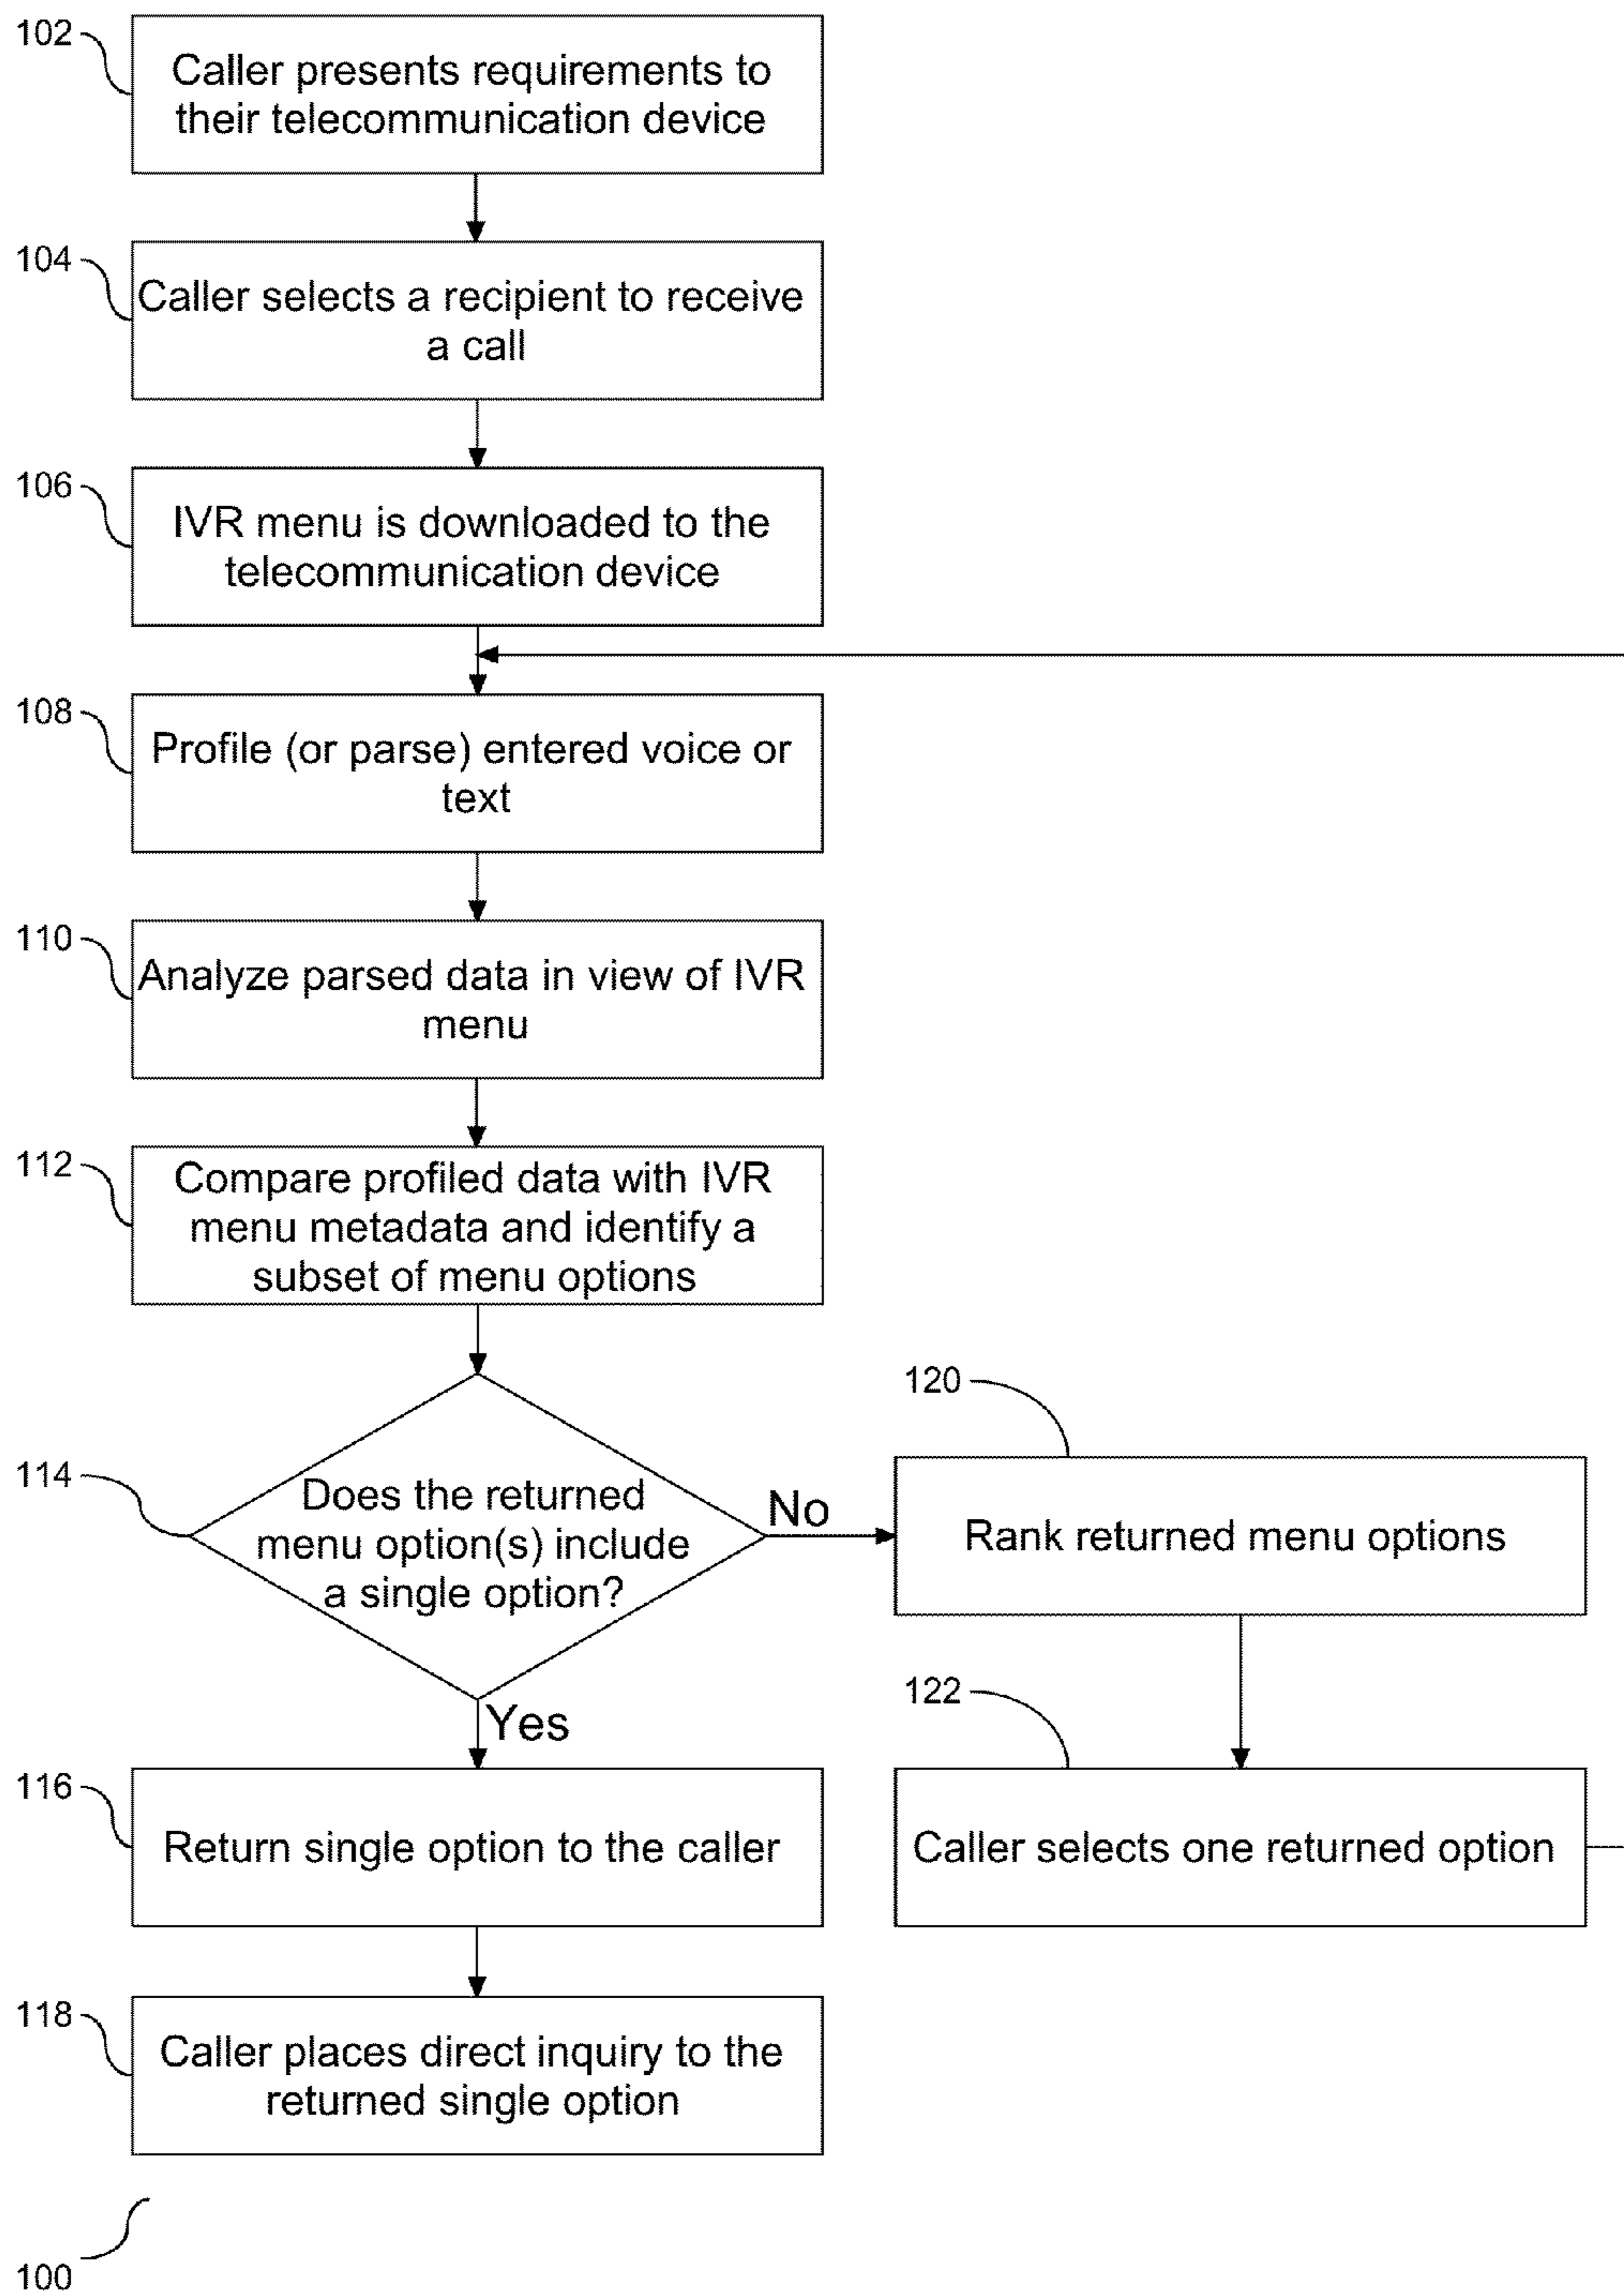 102
Caller presents requirements to
their telecommunication device
104
Caller selects a recipient to receive
a call
106
IVR menu is downloaded to the
telecommunication device
108
Profile (or parse) entered voice or
text
110
Analyze parsed data in view of IVR
menu
112
Compare profiled data with IVR
menu metadata and identify a
subset of menu options
114
Does the returned
menu option(s) include
a single option?
No
120
Rank returned menu options
Yes
122
Caller selects one returned option
116
Return single option to the caller
118
Caller places direct inquiry to the
returned single option
100